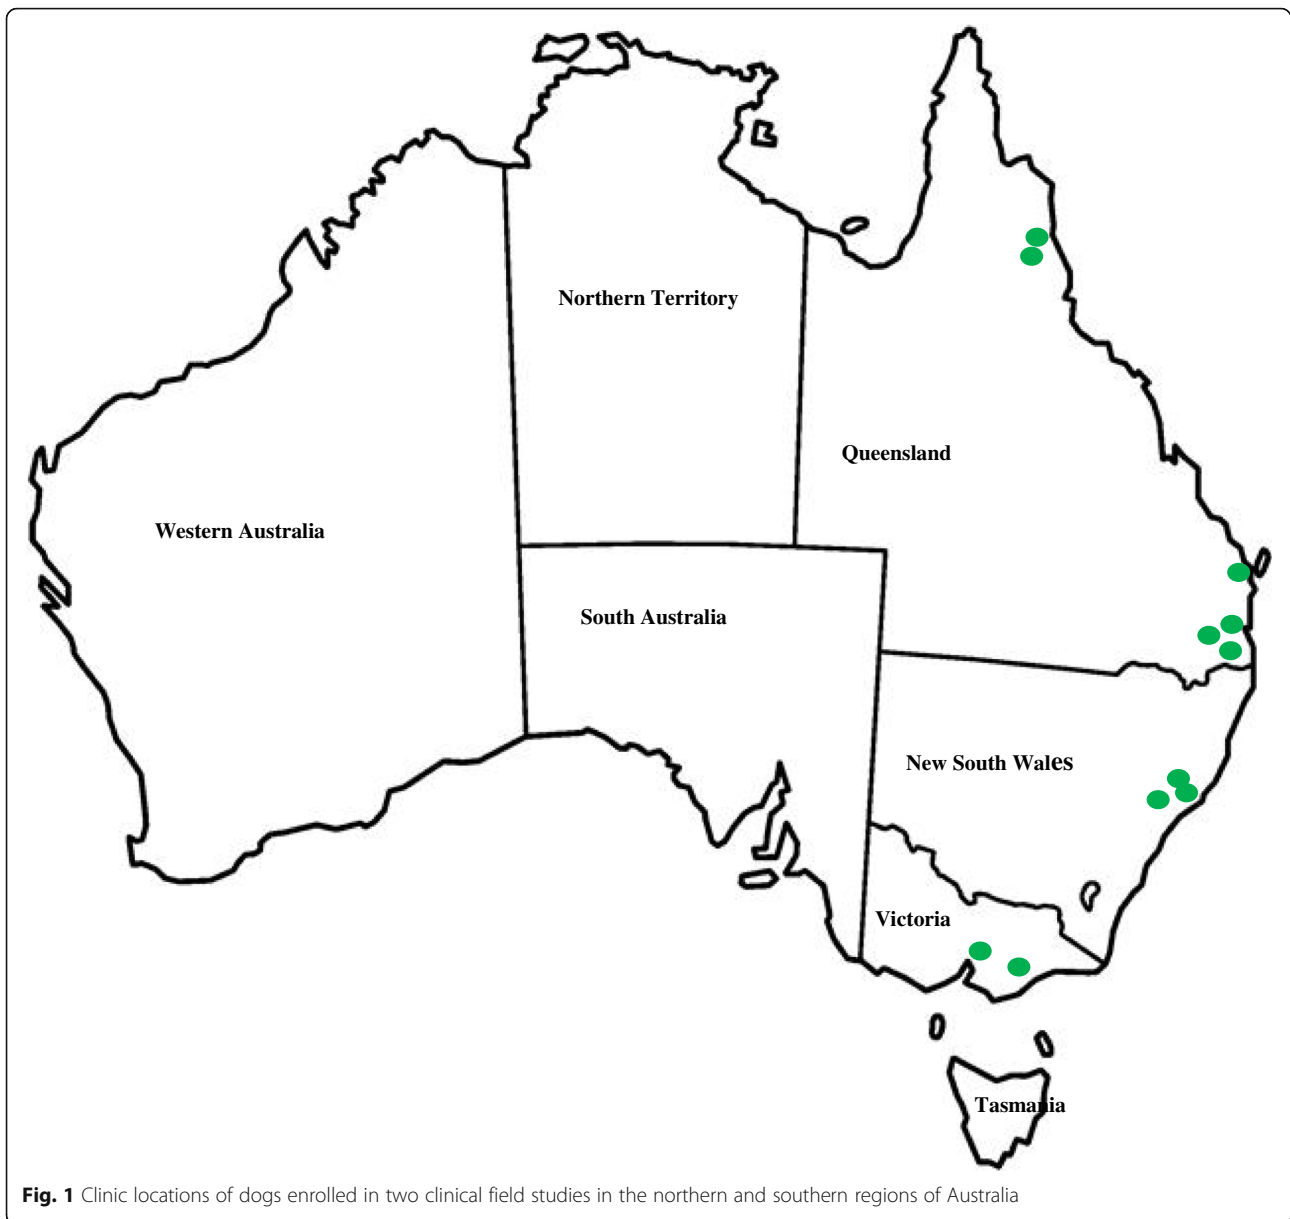 Northern Territory
Queensland
Western Australia
South Australia
New South Wales
Victoria
Tasmania
Fig. 1 Clinic locations of dogs enrolled in two clinical field studies in the northern and southern regions of Australia